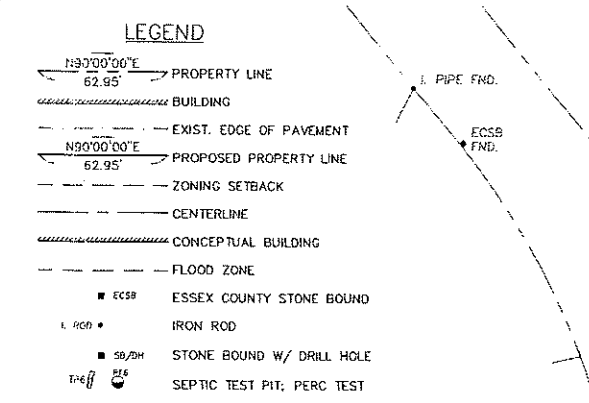 LEGEND
N90°00'00"E
62.95'
PROPERTY LINE
BUILDING
EXIST. EDGE OF PAVEMENT
N90°00'00"E
62.95'
PROPOSED PROPERTY LINE
ZONING SETBACK
CENTERLINE
CONCEPTUAL BUILDING
FLOOD ZONE
ECSB ESSEX COUNTY STONE BOUND
I. ROD IRON ROD
SB/DH STONE BOUND W/ DRILL HOLE
SEPTIC TEST PIT; PERC TEST
I. PIPE FND.
ECSB
FND.